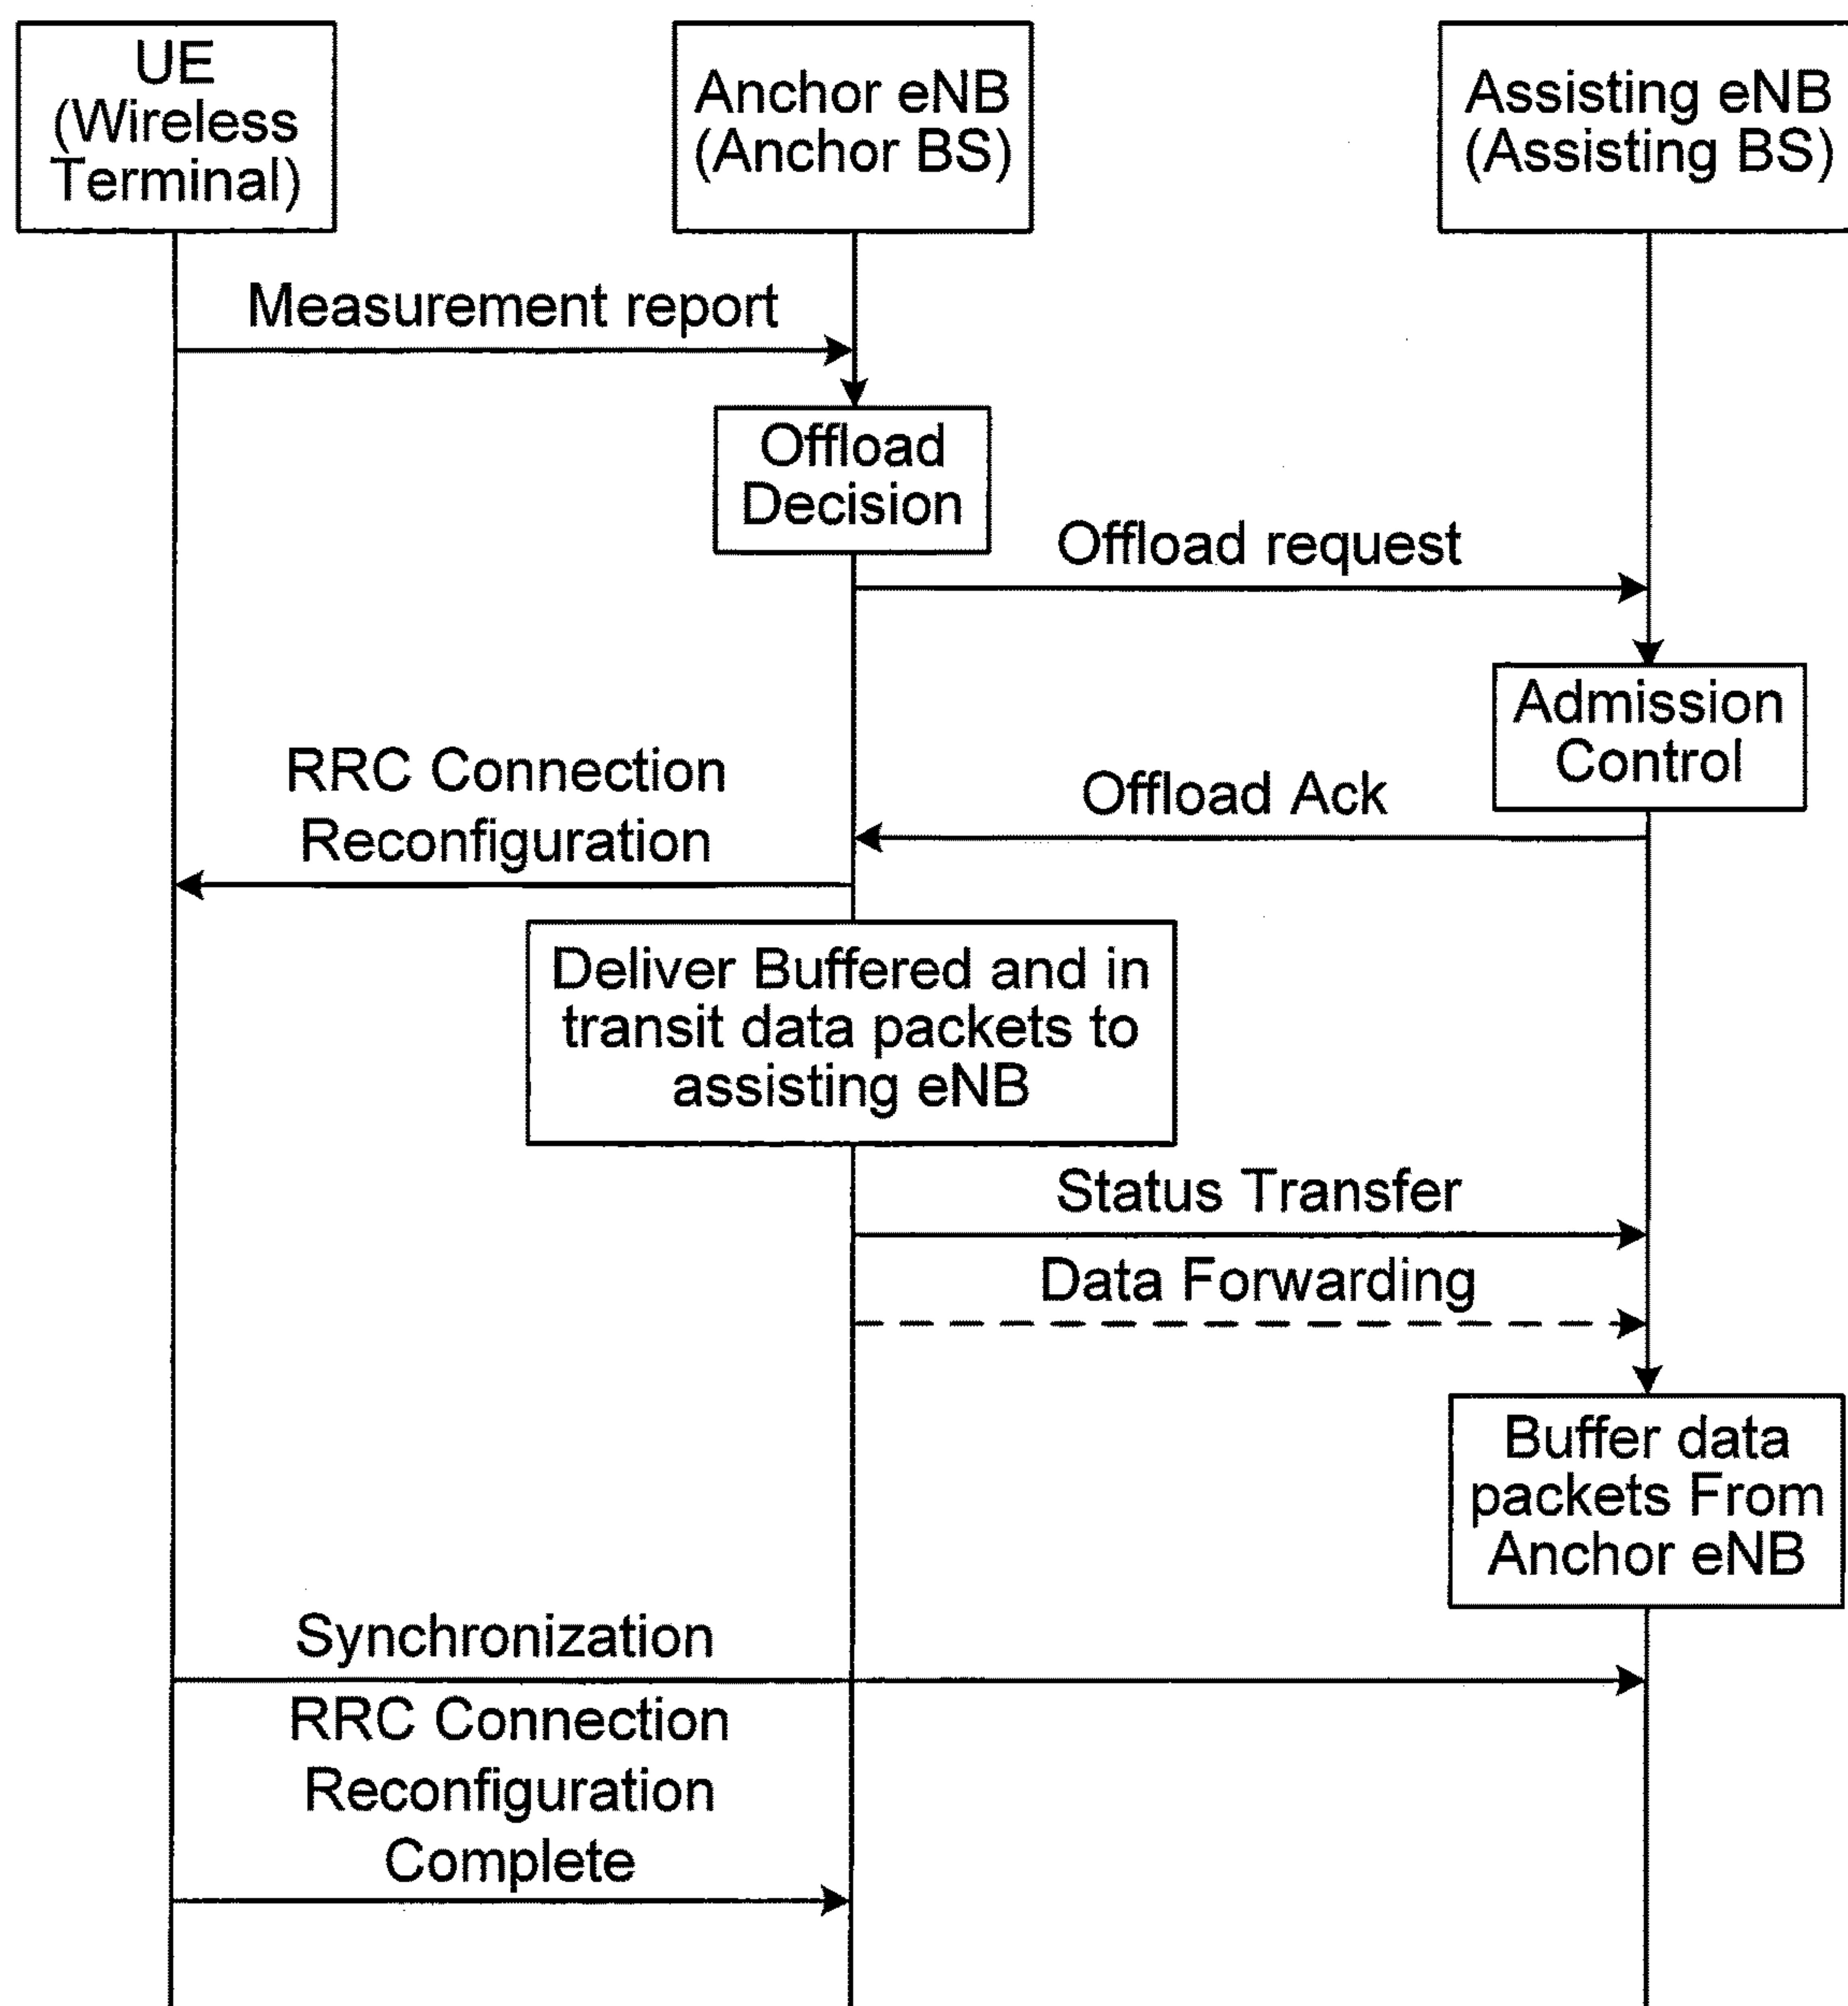 UE
(Wireless
Terminal)
Anchor eNB
(Anchor BS)
Assisting eNB
(Assisting BS)
Measurement report
Offload
Decision
Offload request
Admission
Control
Offload Ack
RRC Connection
Reconfiguration
Deliver Buffered and in
transit data packets to
assisting eNB
Status Transfer
Data Forwarding
Buffer data
packets From
Anchor eNB
Synchronization
RRC Connection
Reconfiguration
Complete